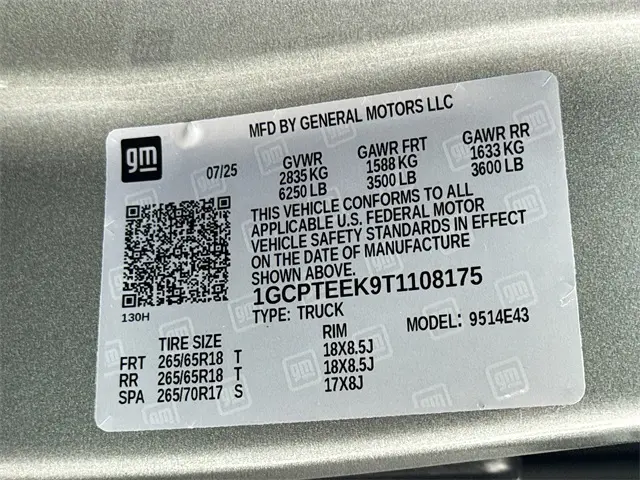 MFD BY GENERAL MOTORS LLC
gm
07/25
GVWR GAWR FRT GAWR RR
2835 KG 1588 KG 1633 KG
6250 LB 3500 LB 3600 LB
THIS VEHICLE CONFORMS TO ALL
APPLICABLE U.S. FEDERAL MOTOR
VEHICLE SAFETY STANDARDS IN EFFECT
ON THE DATE OF MANUFACTURE
SHOWN ABOVE.
1GCPTEEK9T1108175
130H
TYPE: TRUCK
MODEL: 9514E43
TIRE SIZE RIM
FRT 265/65R18 T 18X8.5J
RR 265/65R18 T 18X8.5J
SPA 265/70R17 S 17X8J